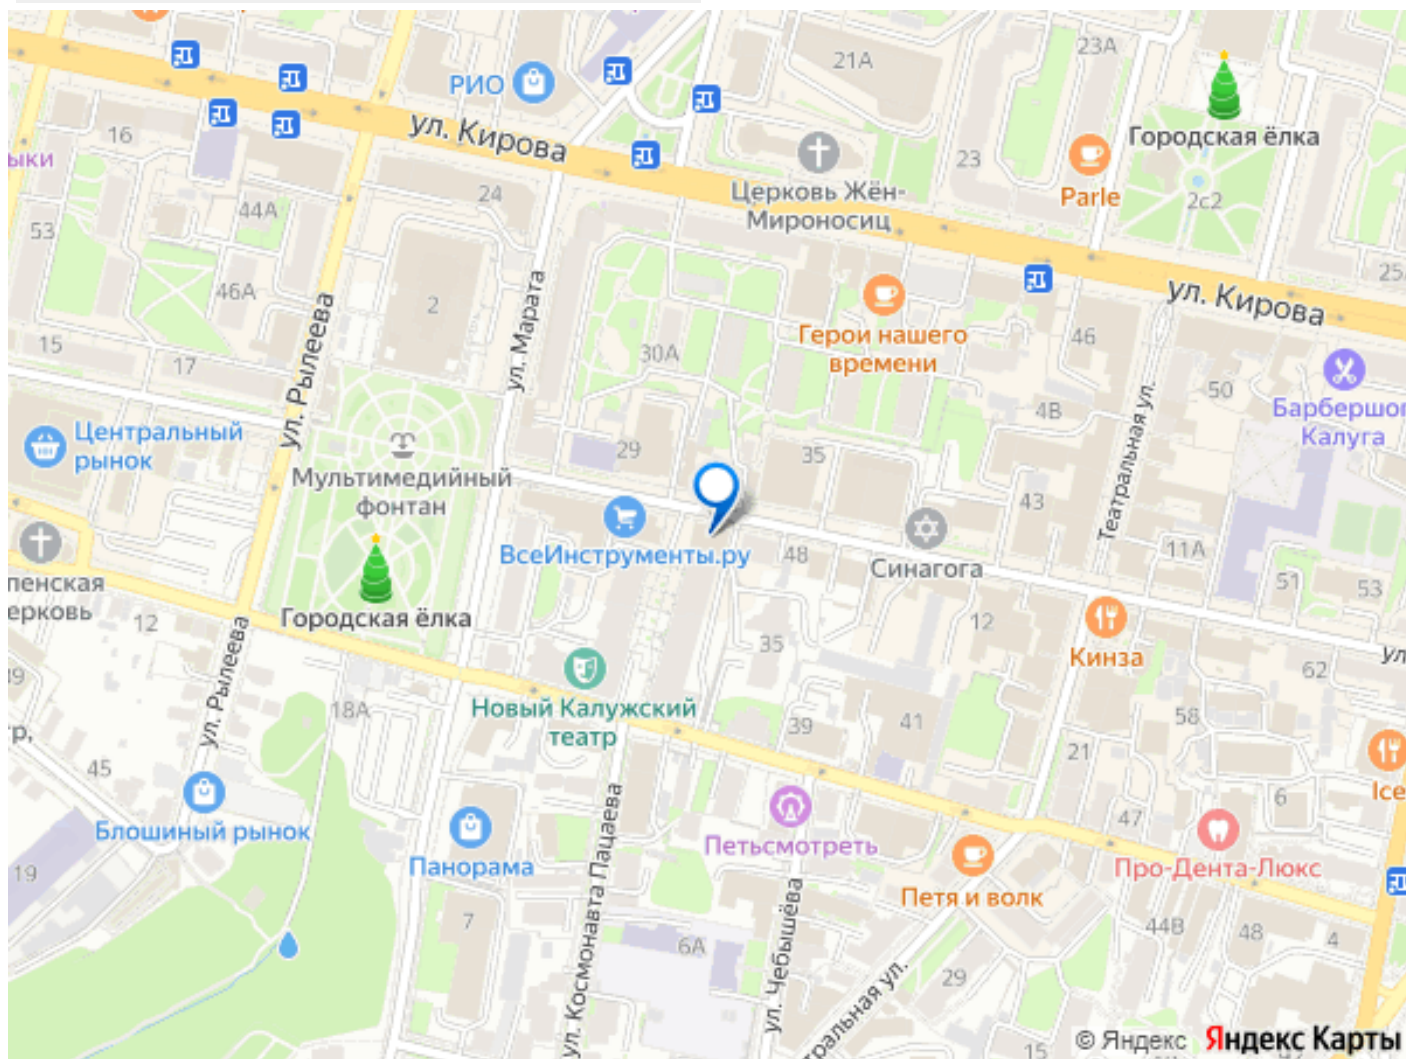 РИО
21А
23А
ул. Кирова
Городская ёлка
16
ыки
23
Parle
Церковь Жён-
Мироносиц
24
44А
2с2
53
46А
2
ул. Марата
ул. Рылеева
25
ул. Кирова
15
17
30А
Герои нашего
времени
46
50
4В
Барбершоп
Калуга
Театральная ул.
Центральный
рынок
Мультимедийный
фонтан
29
35
43
ВсеИнструменты.ру
48
Синагога
11А
51
53
пенская
ерковь
12
Городская ёлка
ул. Рылеева
35
12
Кинза
62
ул
39
18А
Новый Калужский
театр
39
41
58
р,
45
21
Блошиный рынок
Панорама
ул. Космонавта Пацаева
Петьсмотреть
47
6
Ice
Про-Дента-Люкс
19
Петя и волк
7
6А
ул. Чебышёва
44В
48
4
29
тральная ул.
15
© Яндекс Яндекс Карты